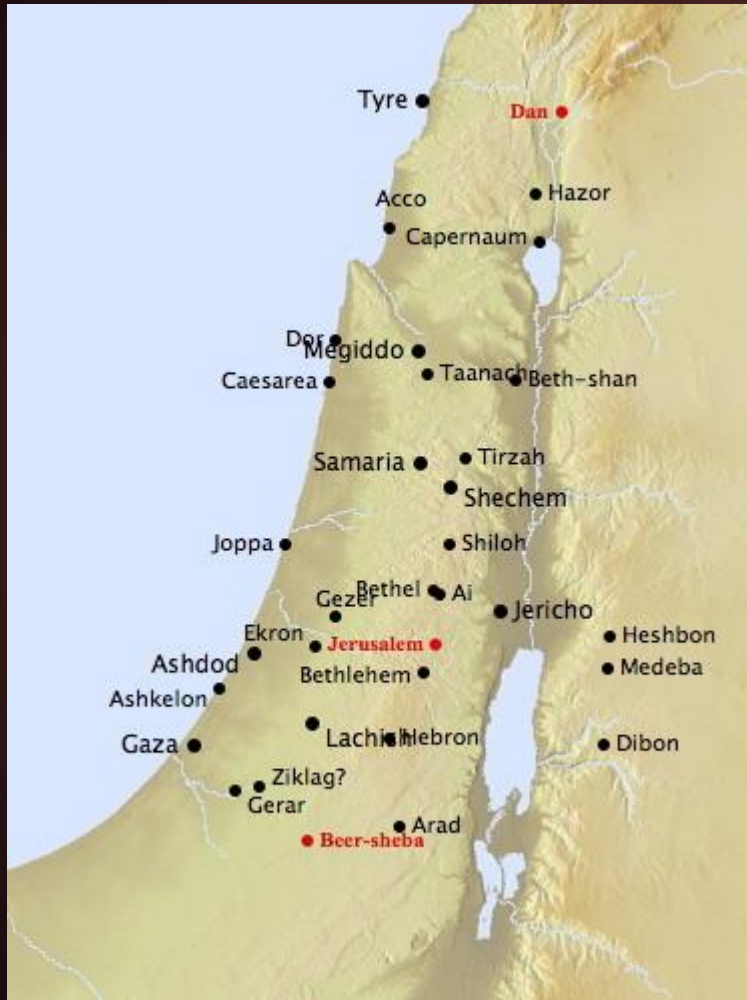 Tyre
Dan
Hazor
Acco
Capernaum
Dor
Megiddo
Taanach
Beth-shan
Caesarea
Samaria
Tirzah
Shechem
Joppa
Shiloh
Bethel
Ai
Gezer
Jericho
Ekron
Jerusalem
Heshbon
Ashdod
Bethlehem
Medeba
Ashkelon
Lachish
Hebron
Gaza
Dibon
Ziklag?
Gerar
Arad
Beer-sheba